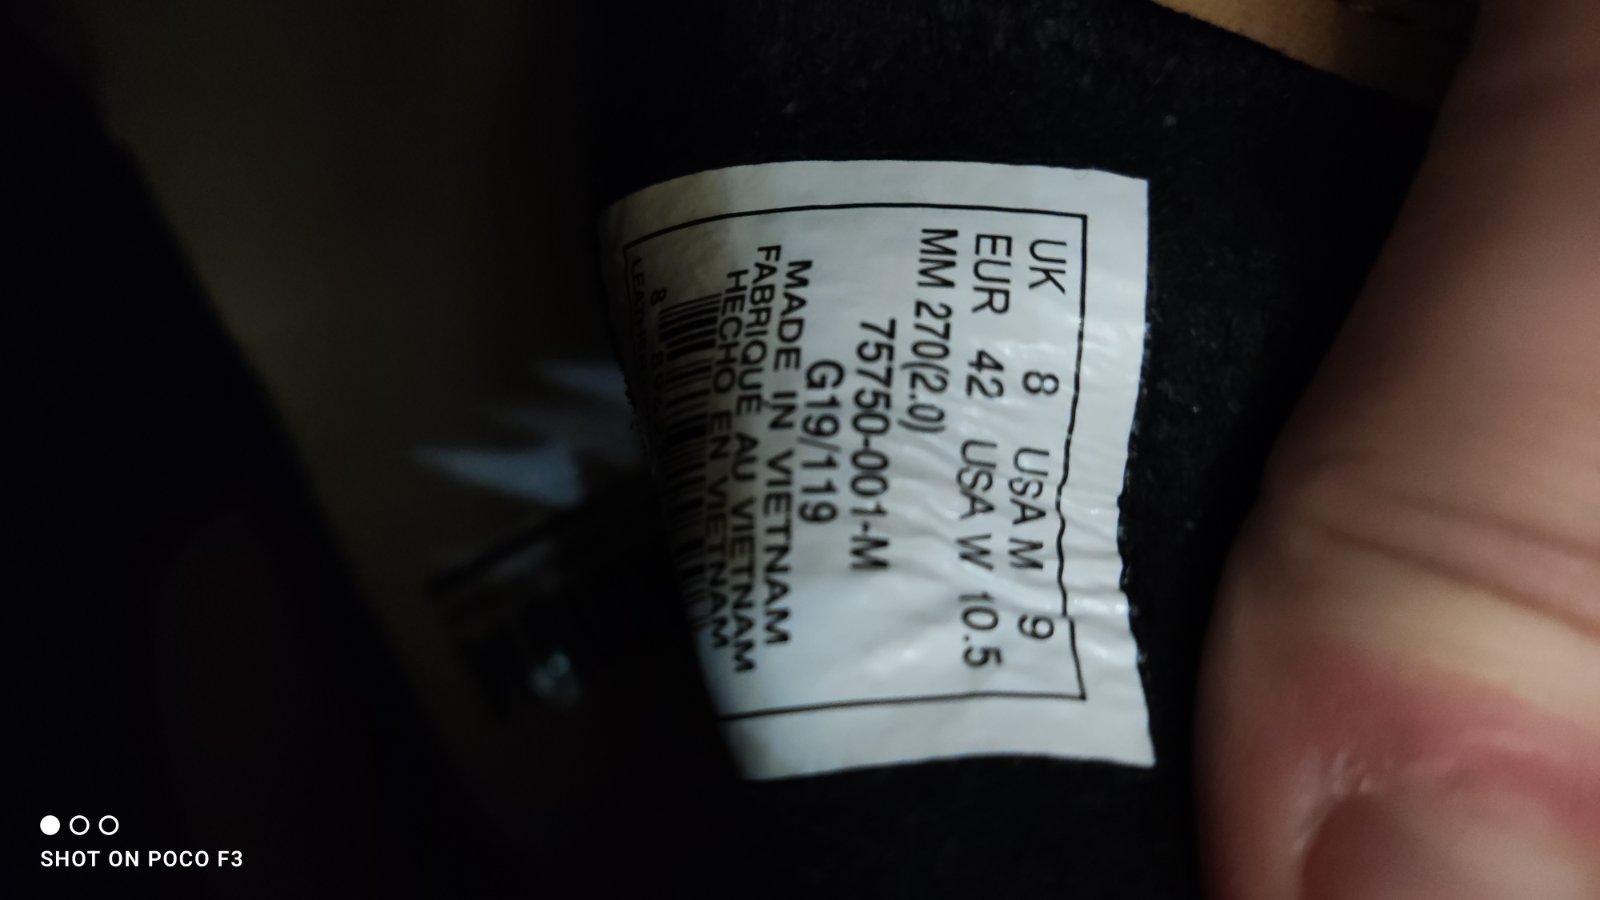 UK 8 USA M 9
EUR 42 USA W 10.5
MM 270(2.0)
75750-001-M
G19/119
MADE IN VIETNAM
FABRIQUÉ AU VIETNAM
HECHO EN VIETNAM
8
SHOT ON POCO F3